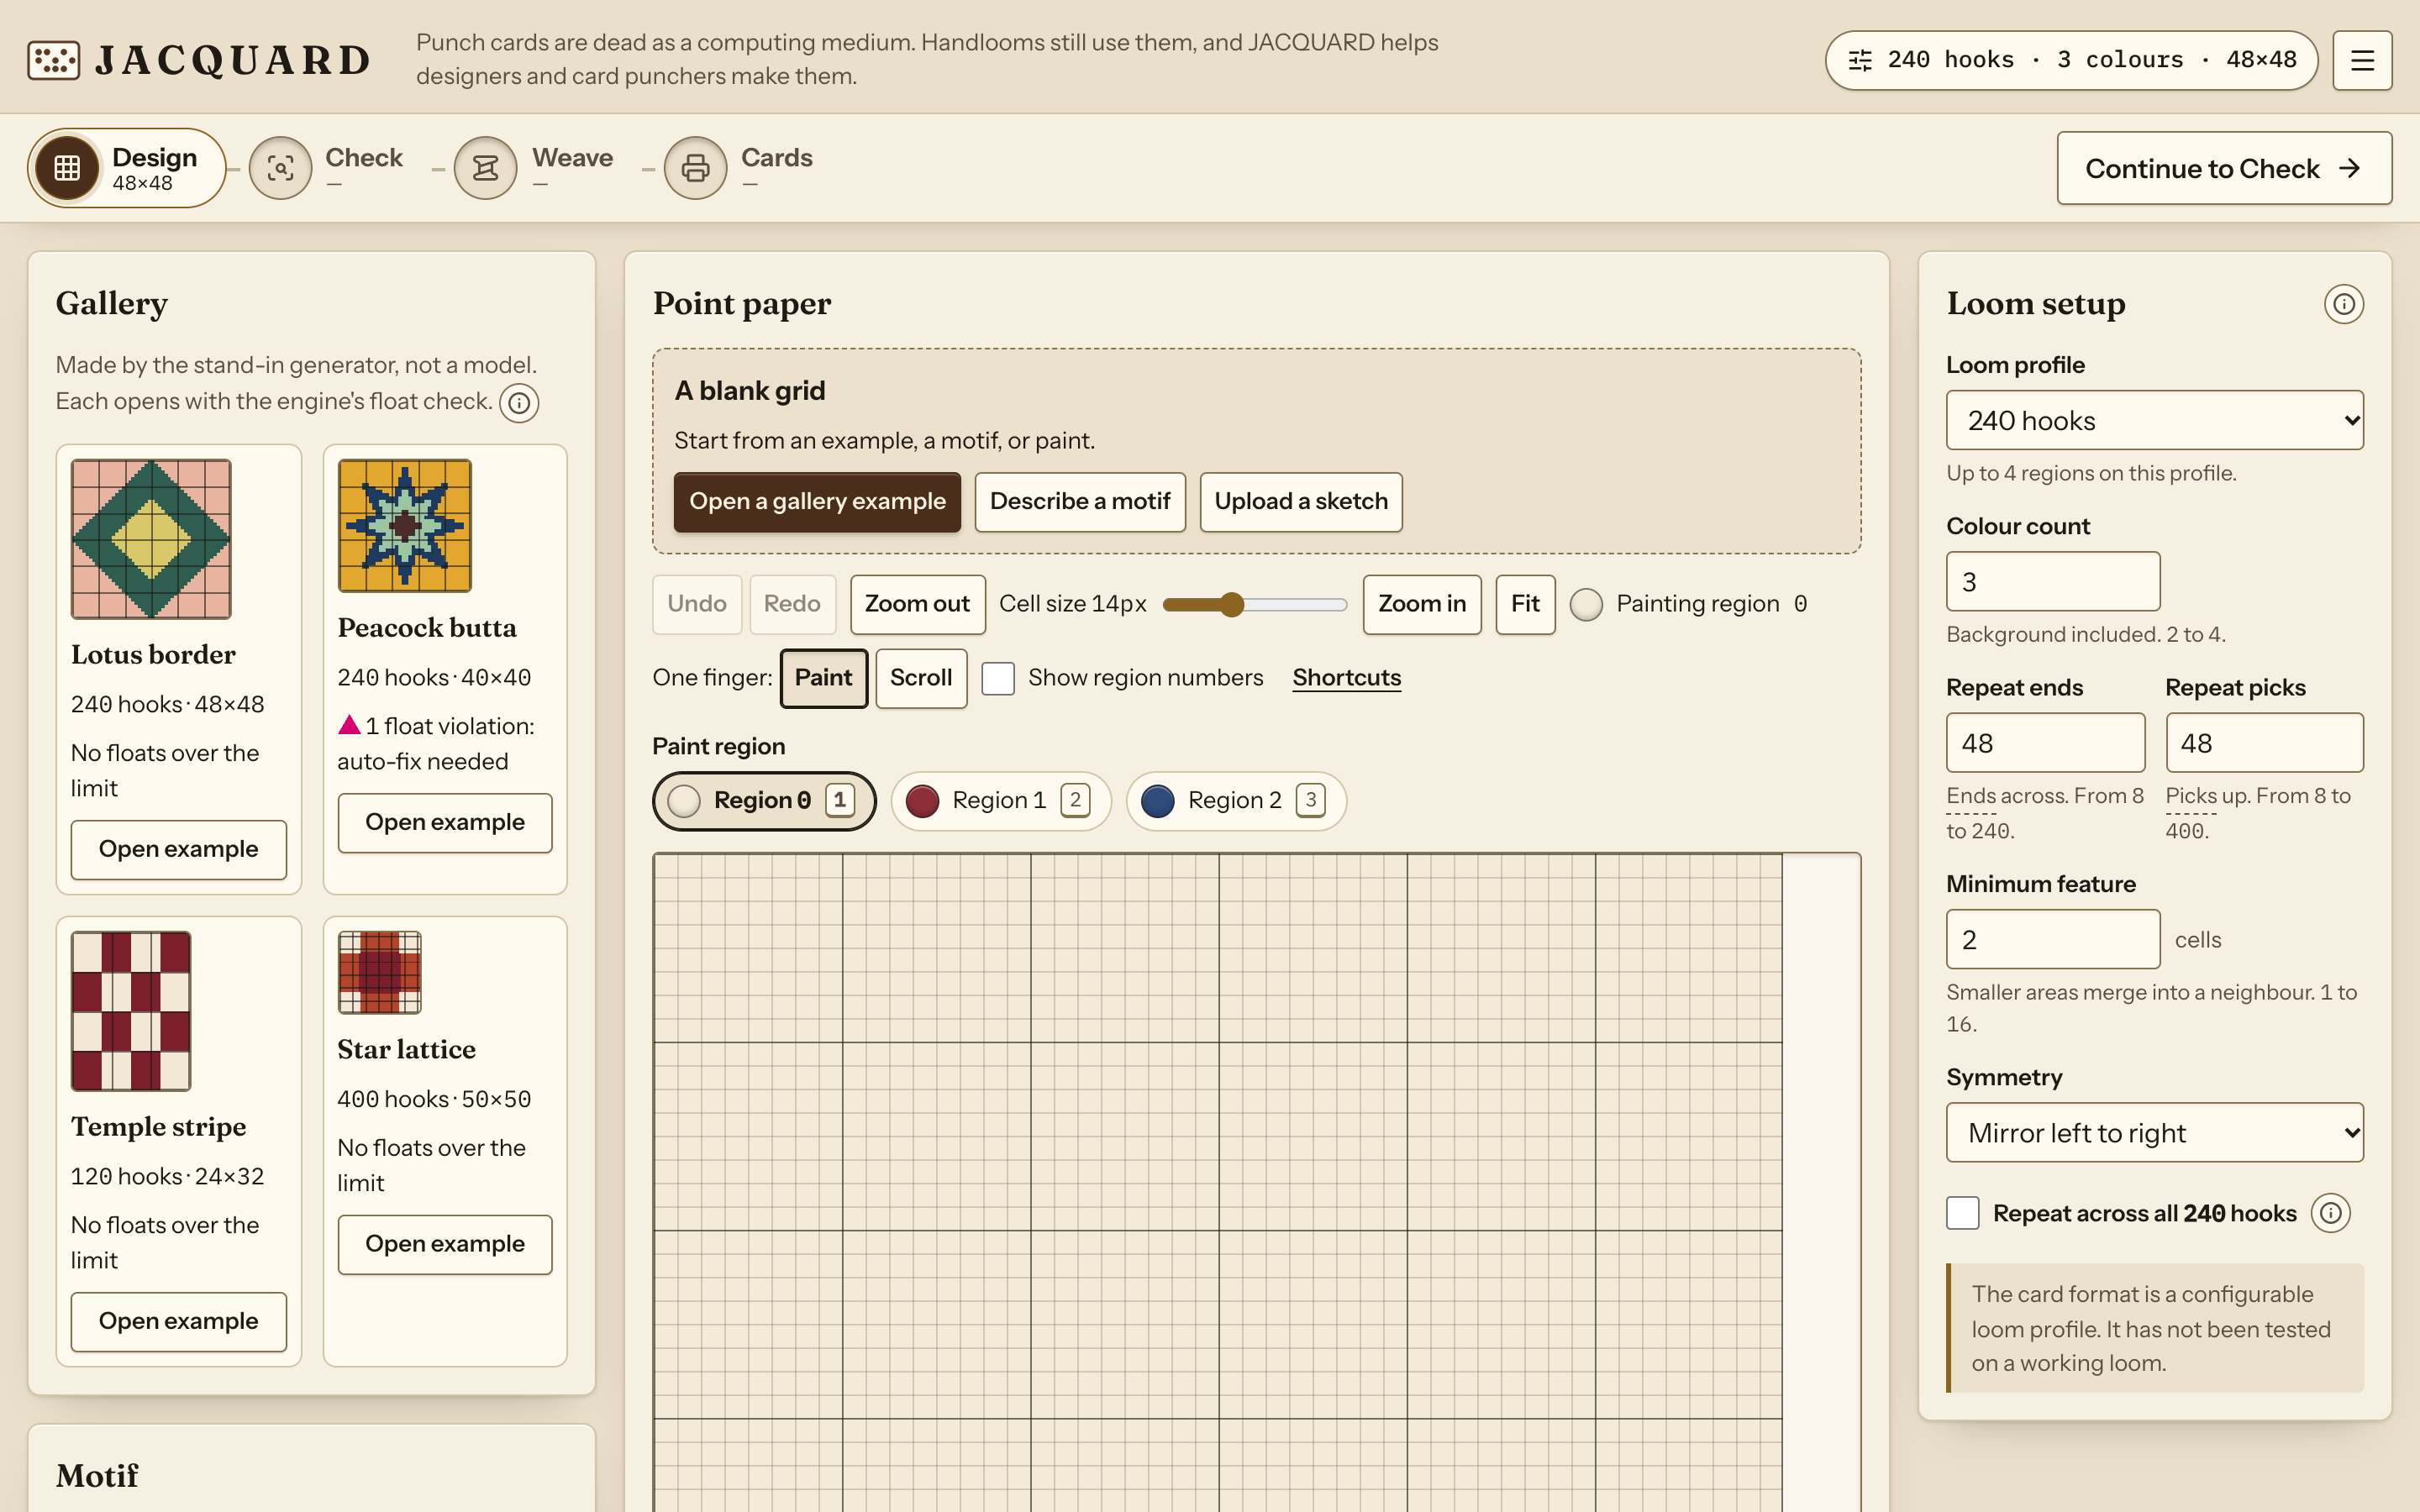 JACQUARD
Punch cards are dead as a computing medium. Handlooms still use them, and JACQUARD helps
designers and card punchers make them.
240 hooks · 3 colours · 48×48
Design
48×48
Check
—
Weave
—
Cards
—
Continue to Check
Gallery
Made by the stand-in generator, not a model.
Each opens with the engine's float check.
Lotus border
240 hooks · 48×48
No floats over the
limit
Open example
Peacock butta
240 hooks · 40×40
1 float violation:
auto-fix needed
Open example
Temple stripe
120 hooks · 24×32
No floats over the
limit
Open example
Star lattice
400 hooks · 50×50
No floats over the
limit
Open example
Motif
Point paper
A blank grid
Start from an example, a motif, or paint.
Open a gallery example
Describe a motif
Upload a sketch
Undo
Redo
Zoom out
Cell size 14px
Zoom in
Fit
Painting region 0
One finger:
Paint
Scroll
Show region numbers
Shortcuts
Paint region
Region 0 1
Region 1 2
Region 2 3
Loom setup
Loom profile
240 hooks
Up to 4 regions on this profile.
Colour count
3
Background included. 2 to 4.
Repeat ends
48
Ends across. From 8
to 240.
Repeat picks
48
Picks up. From 8 to
400.
Minimum feature
2
cells
Smaller areas merge into a neighbour. 1 to
16.
Symmetry
Mirror left to right
Repeat across all 240 hooks
The card format is a configurable
loom profile. It has not been tested
on a working loom.